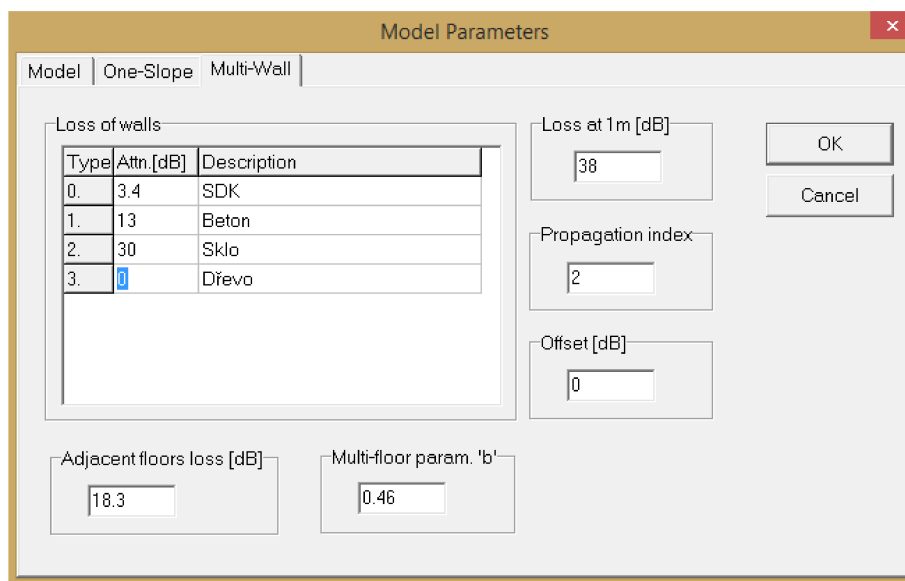 Model Parameters
Model One-Slope Multi-Wall
Loss of walls
Type Attn.[dB] Description
0. 3.4 SDK
1. 13 Beton
2. 30 Sklo
3. 0 Dřevo
Loss at 1m [dB]
38
Propagation index
2
Offset [dB]
0
OK
Cancel
Adjacent floors loss [dB]
18.3
Multi-floor param. 'b'
0.46